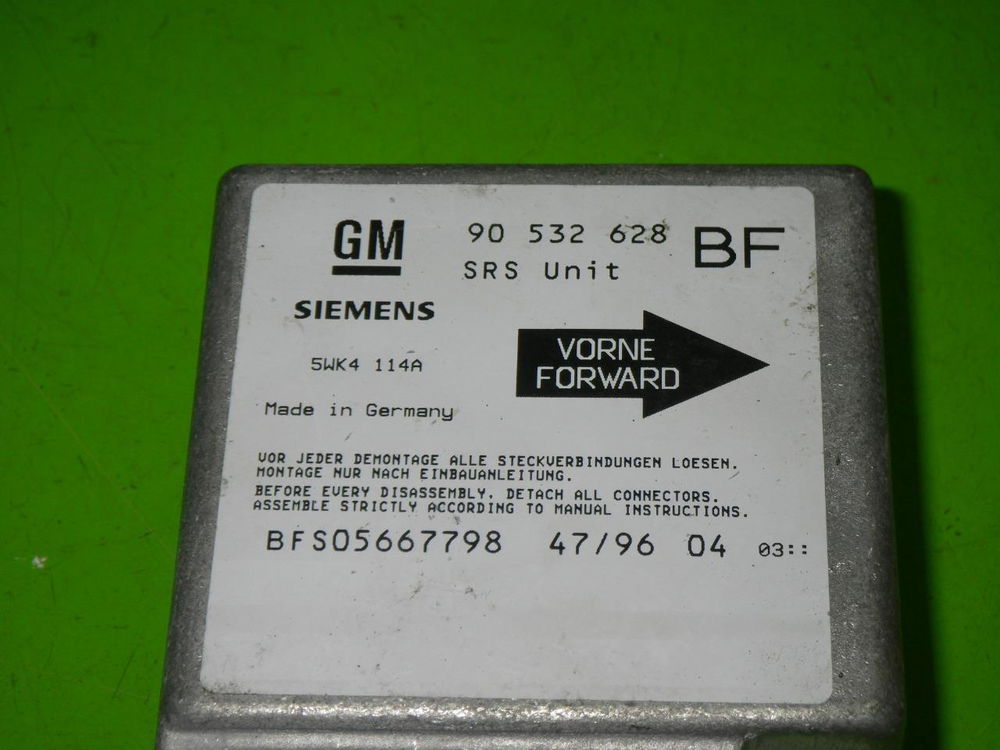 GM 90 532 628 BF
SRS Unit
SIEMENS
5WK4 114A
VORNE
FORWARD
Made in Germany
VOR JEDER DEMONTAGE ALLE STECKVERBINDUNGEN LOESEN.
MONTAGE NUR NACH EINBAUANLEITUNG.
BEFORE EVERY DISASSEMBLY, DETACH ALL CONNECTORS.
ASSEMBLE STRICTLY ACCORDING TO MANUAL INSTRUCTIONS.
BFS05667798 47/96 04 03::